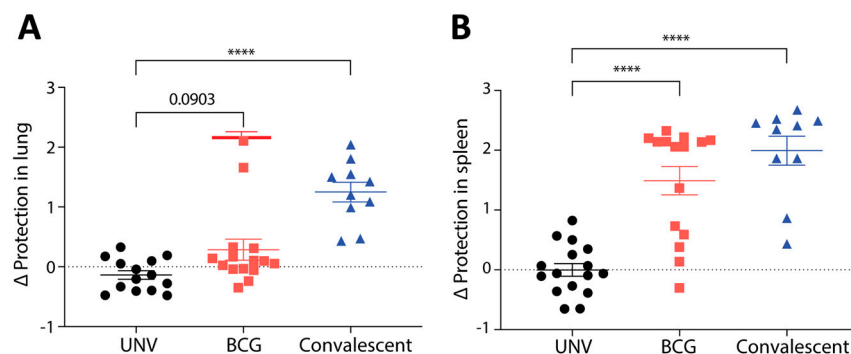 A
****
0.0903
3
2
1
0
-1
Δ Protection in lung
UNV BCG Convalescent
B
****
****
3
2
1
0
-1
Δ Protection in spleen
UNV BCG Convalescent